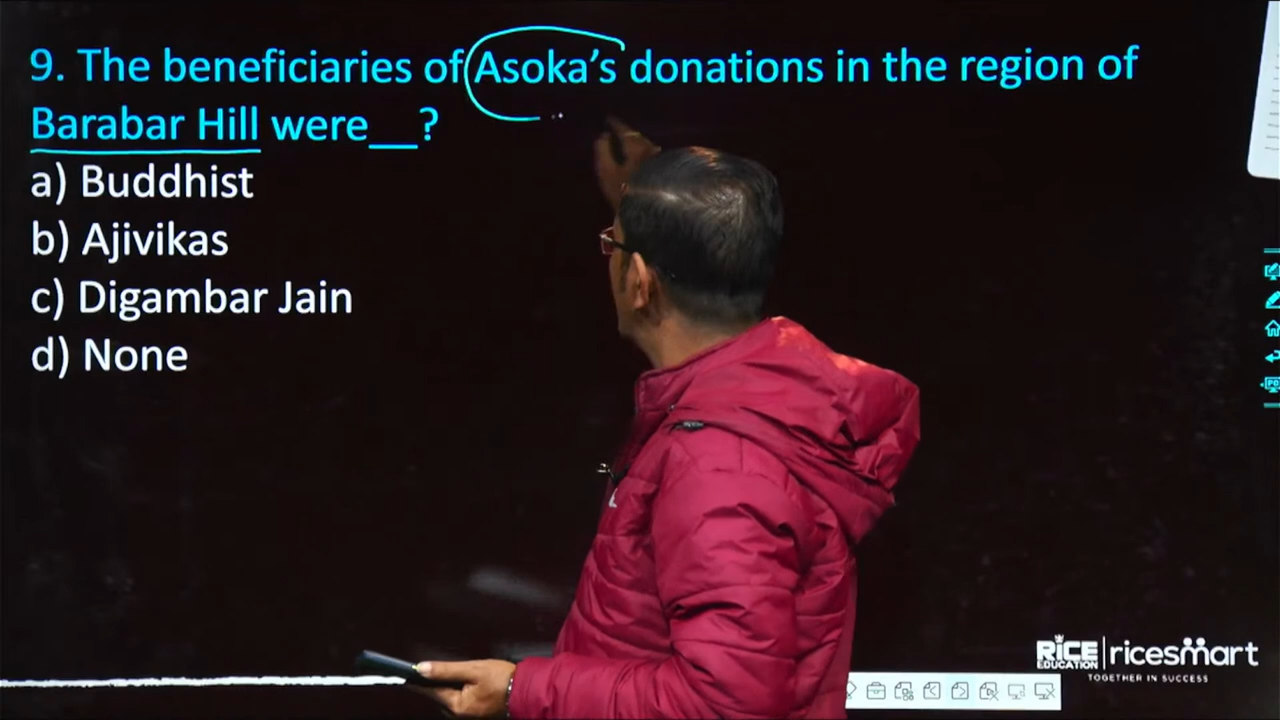 9. The beneficiaries of Asoka's donations in the region of
Barabar Hill were__?
a) Buddhist
b) Ajivikas
c) Digambar Jain
d) None
RICE EDUCATION ricesmart
TOGETHER IN SUCCESS